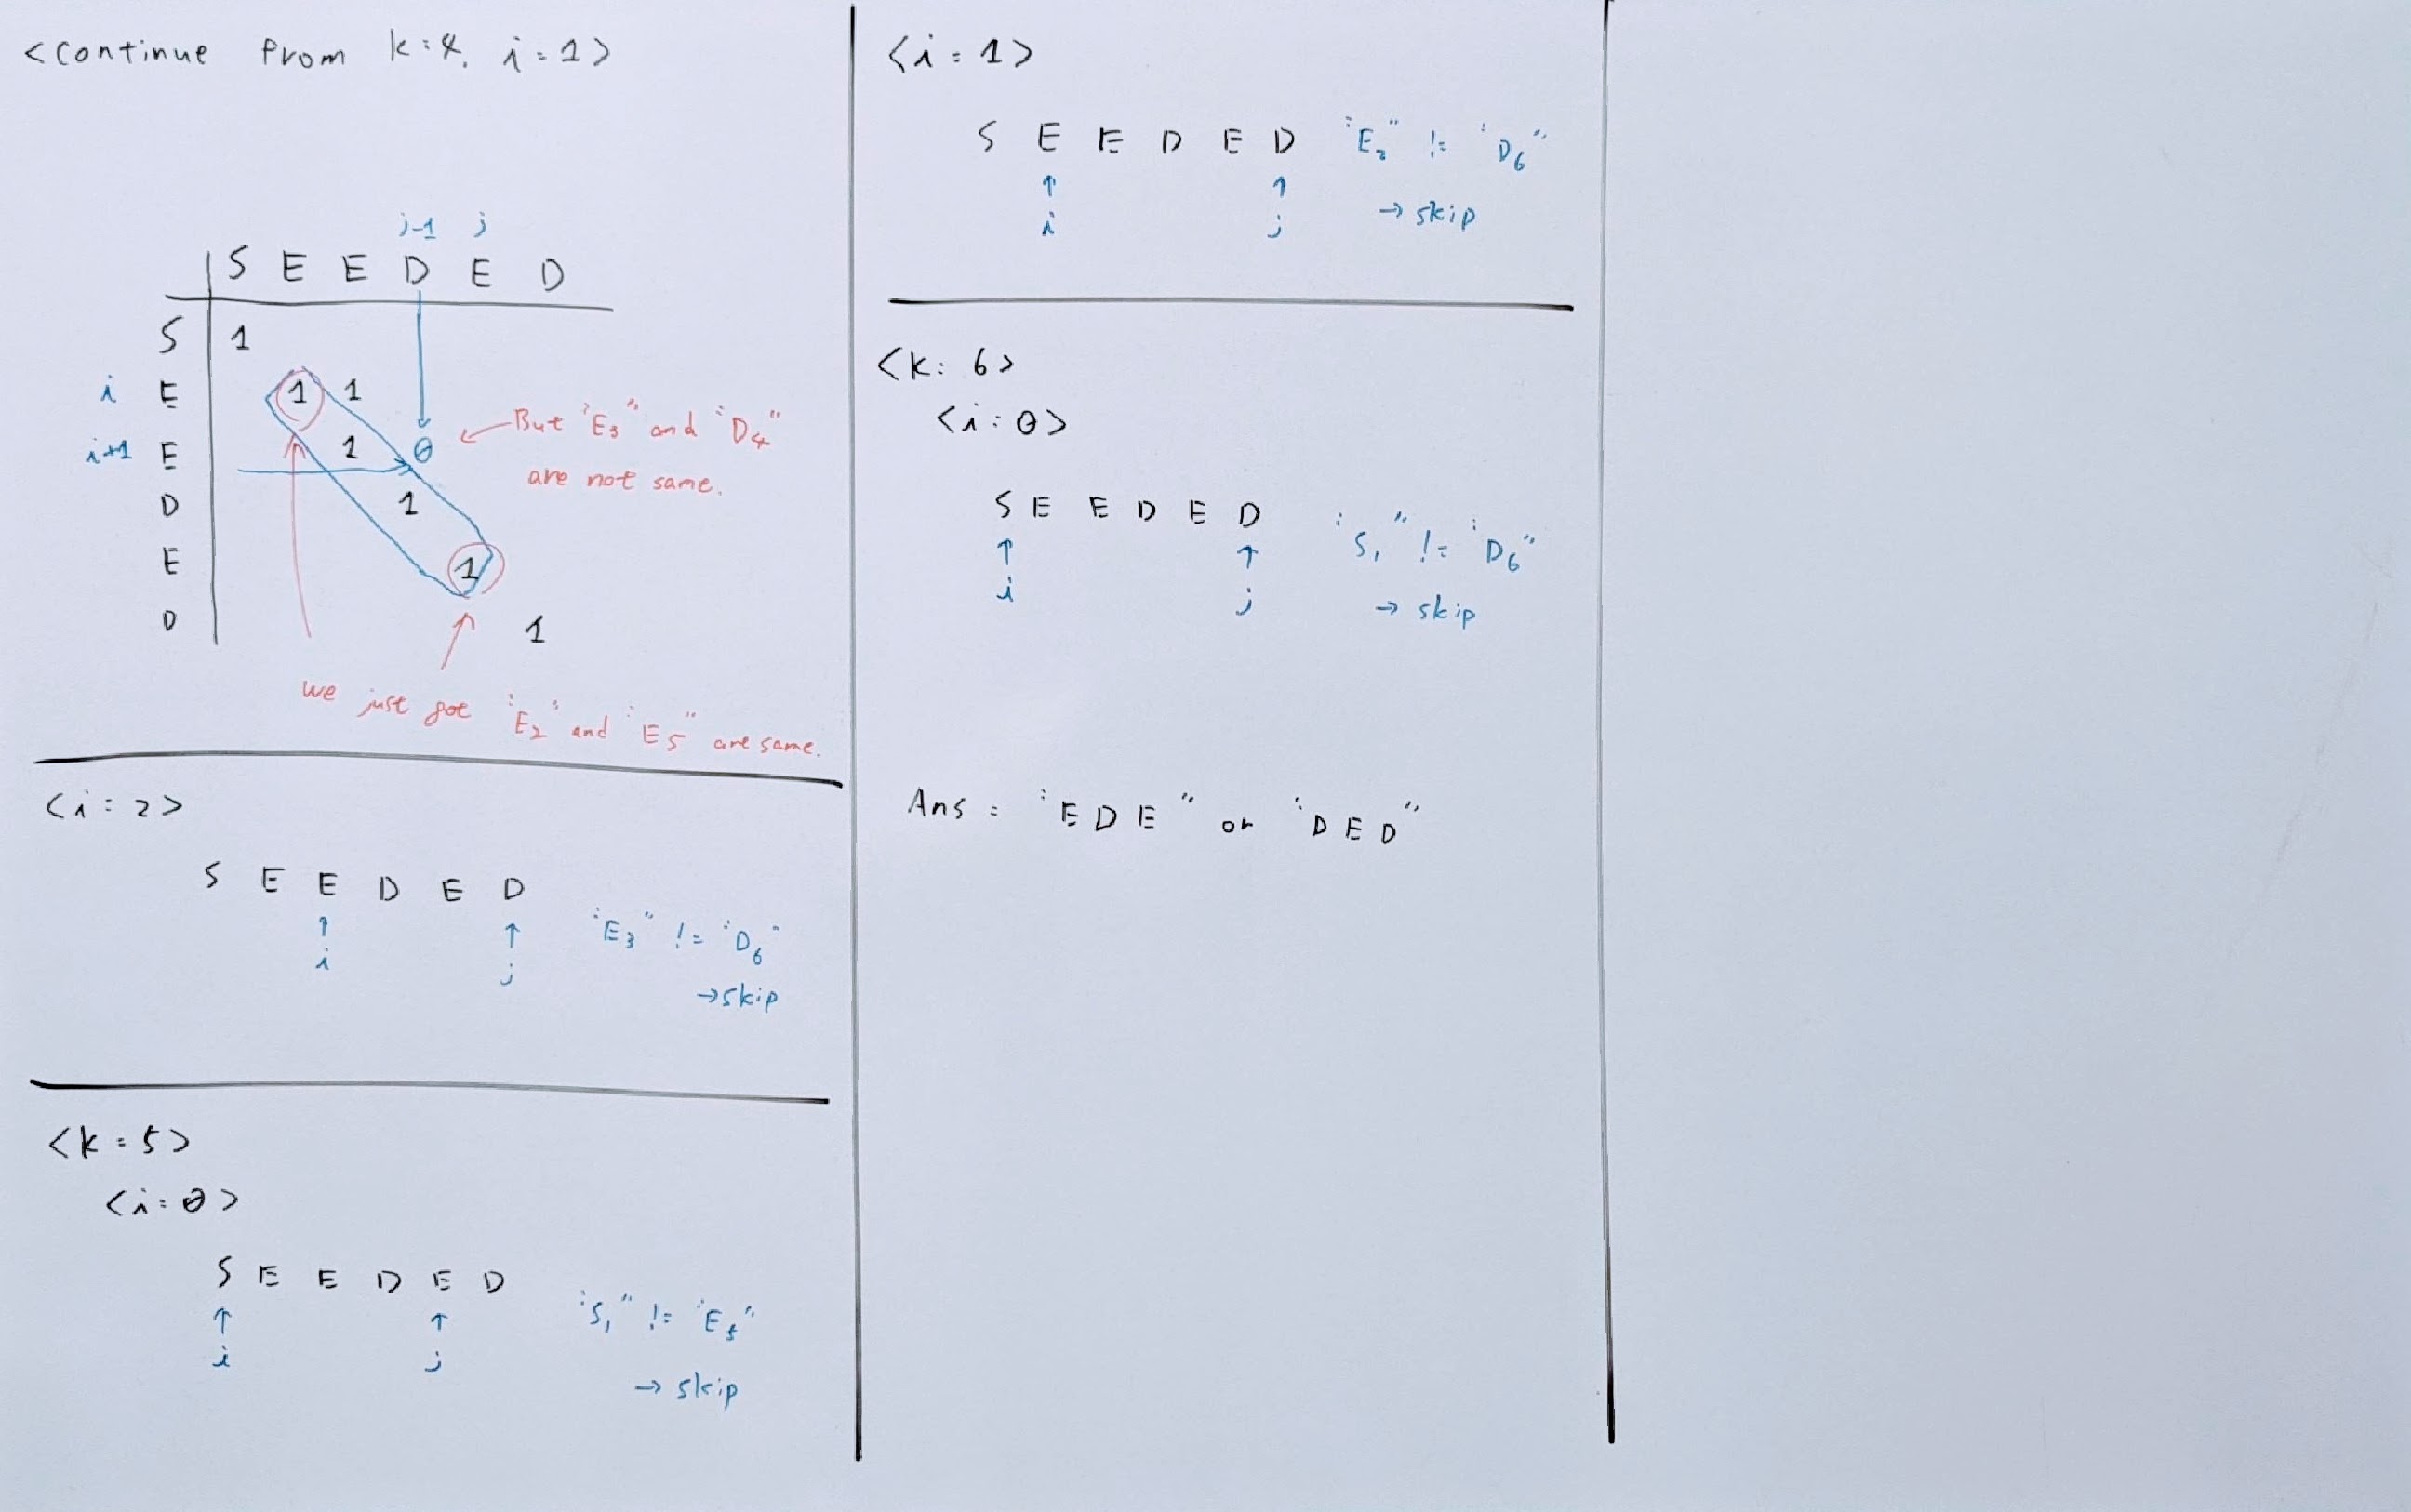 <continue from k:4, i=1>
j-1 j
S E E D E D
S 1
i E 1 1
i+1 E 1 0
D 1
E 1
D 1
← But "E3" and "D4"
are not same.
we just got "E2" and "E5" are same.
<i:2>
S E E D E D
↑ ↑
i j
"E3" != "D6"
→ skip
<k=5>
<i:0>
S E E D E D
↑ ↑
i j
"S1" != "E5"
→ skip
<i=1>
S E E D E D "E2" != "D6"
↑ ↑
i j
→ skip
<k: 6>
<i:0>
S E E D E D
↑ ↑
i j
"S1" != "D6"
→ skip
Ans = "EDE" or "DED"